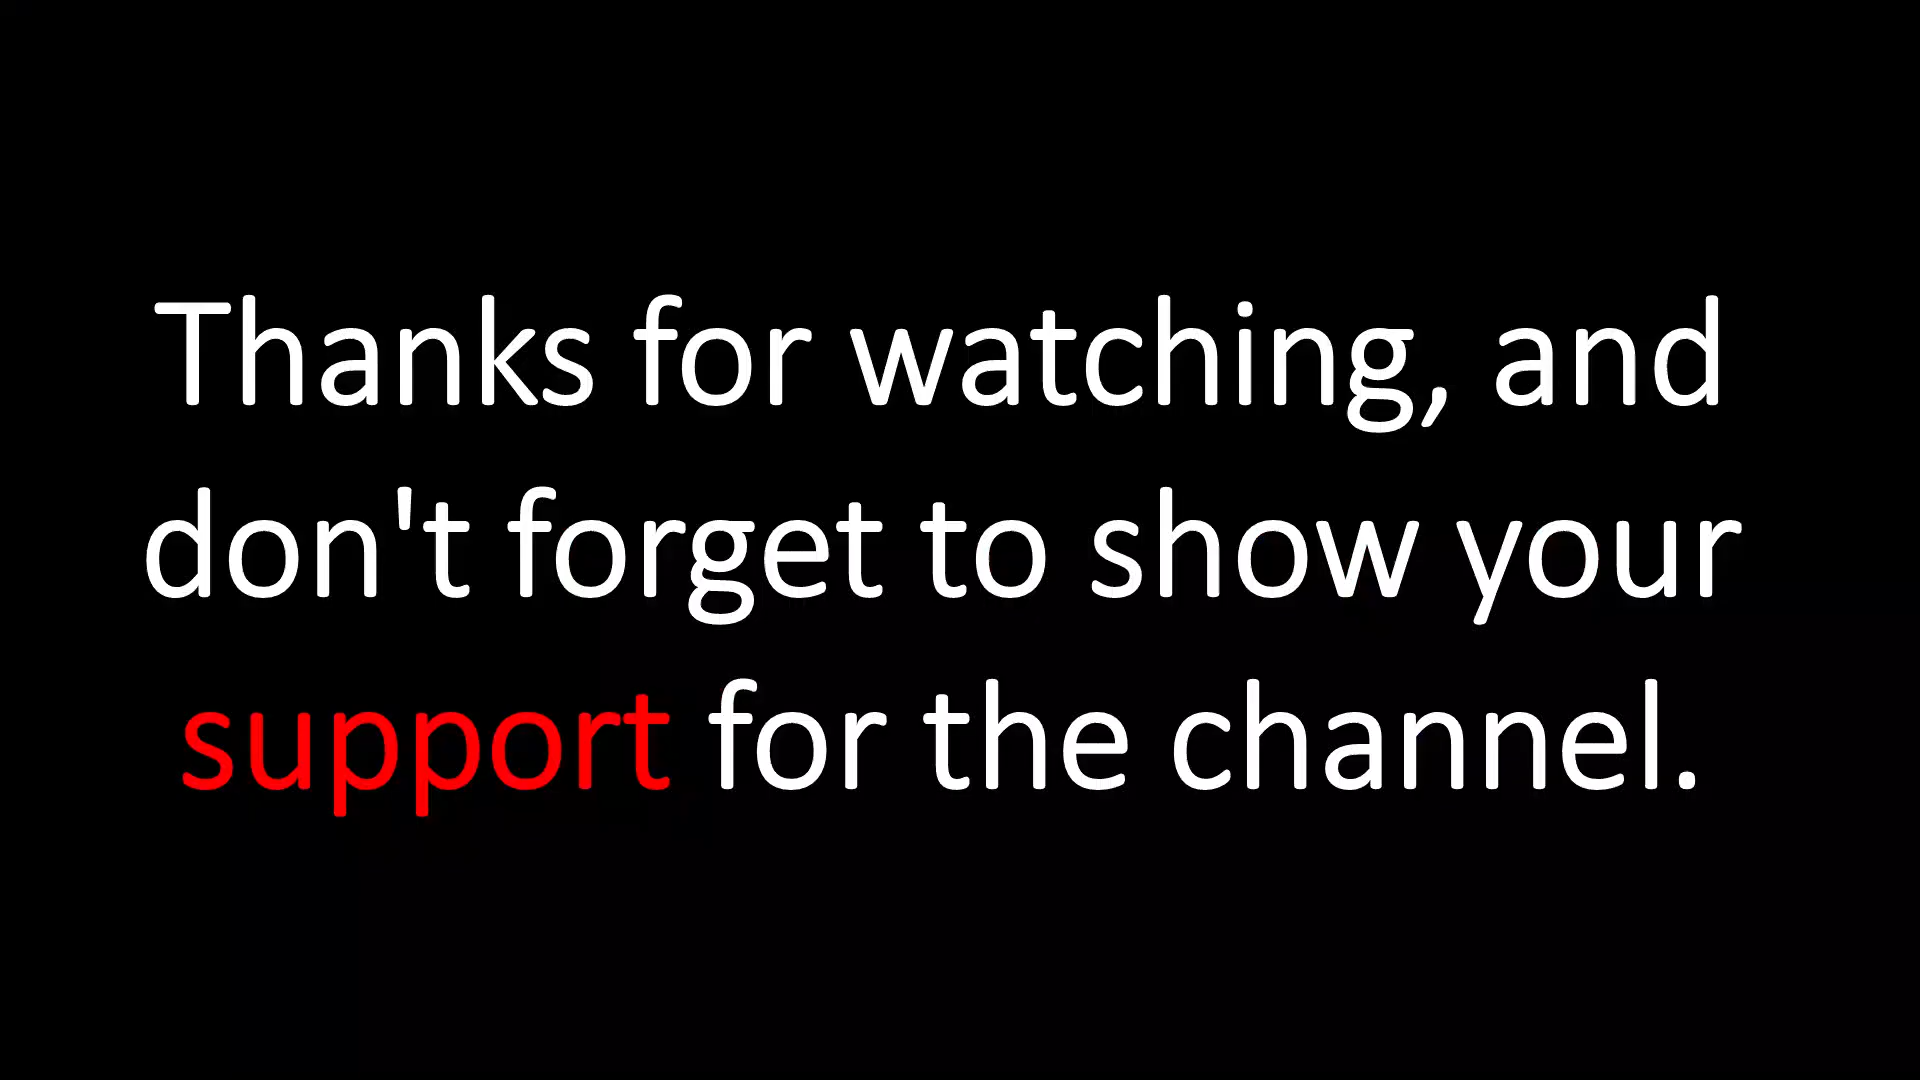 Thanks for watching, and
don't forget to show your
support for the channel.